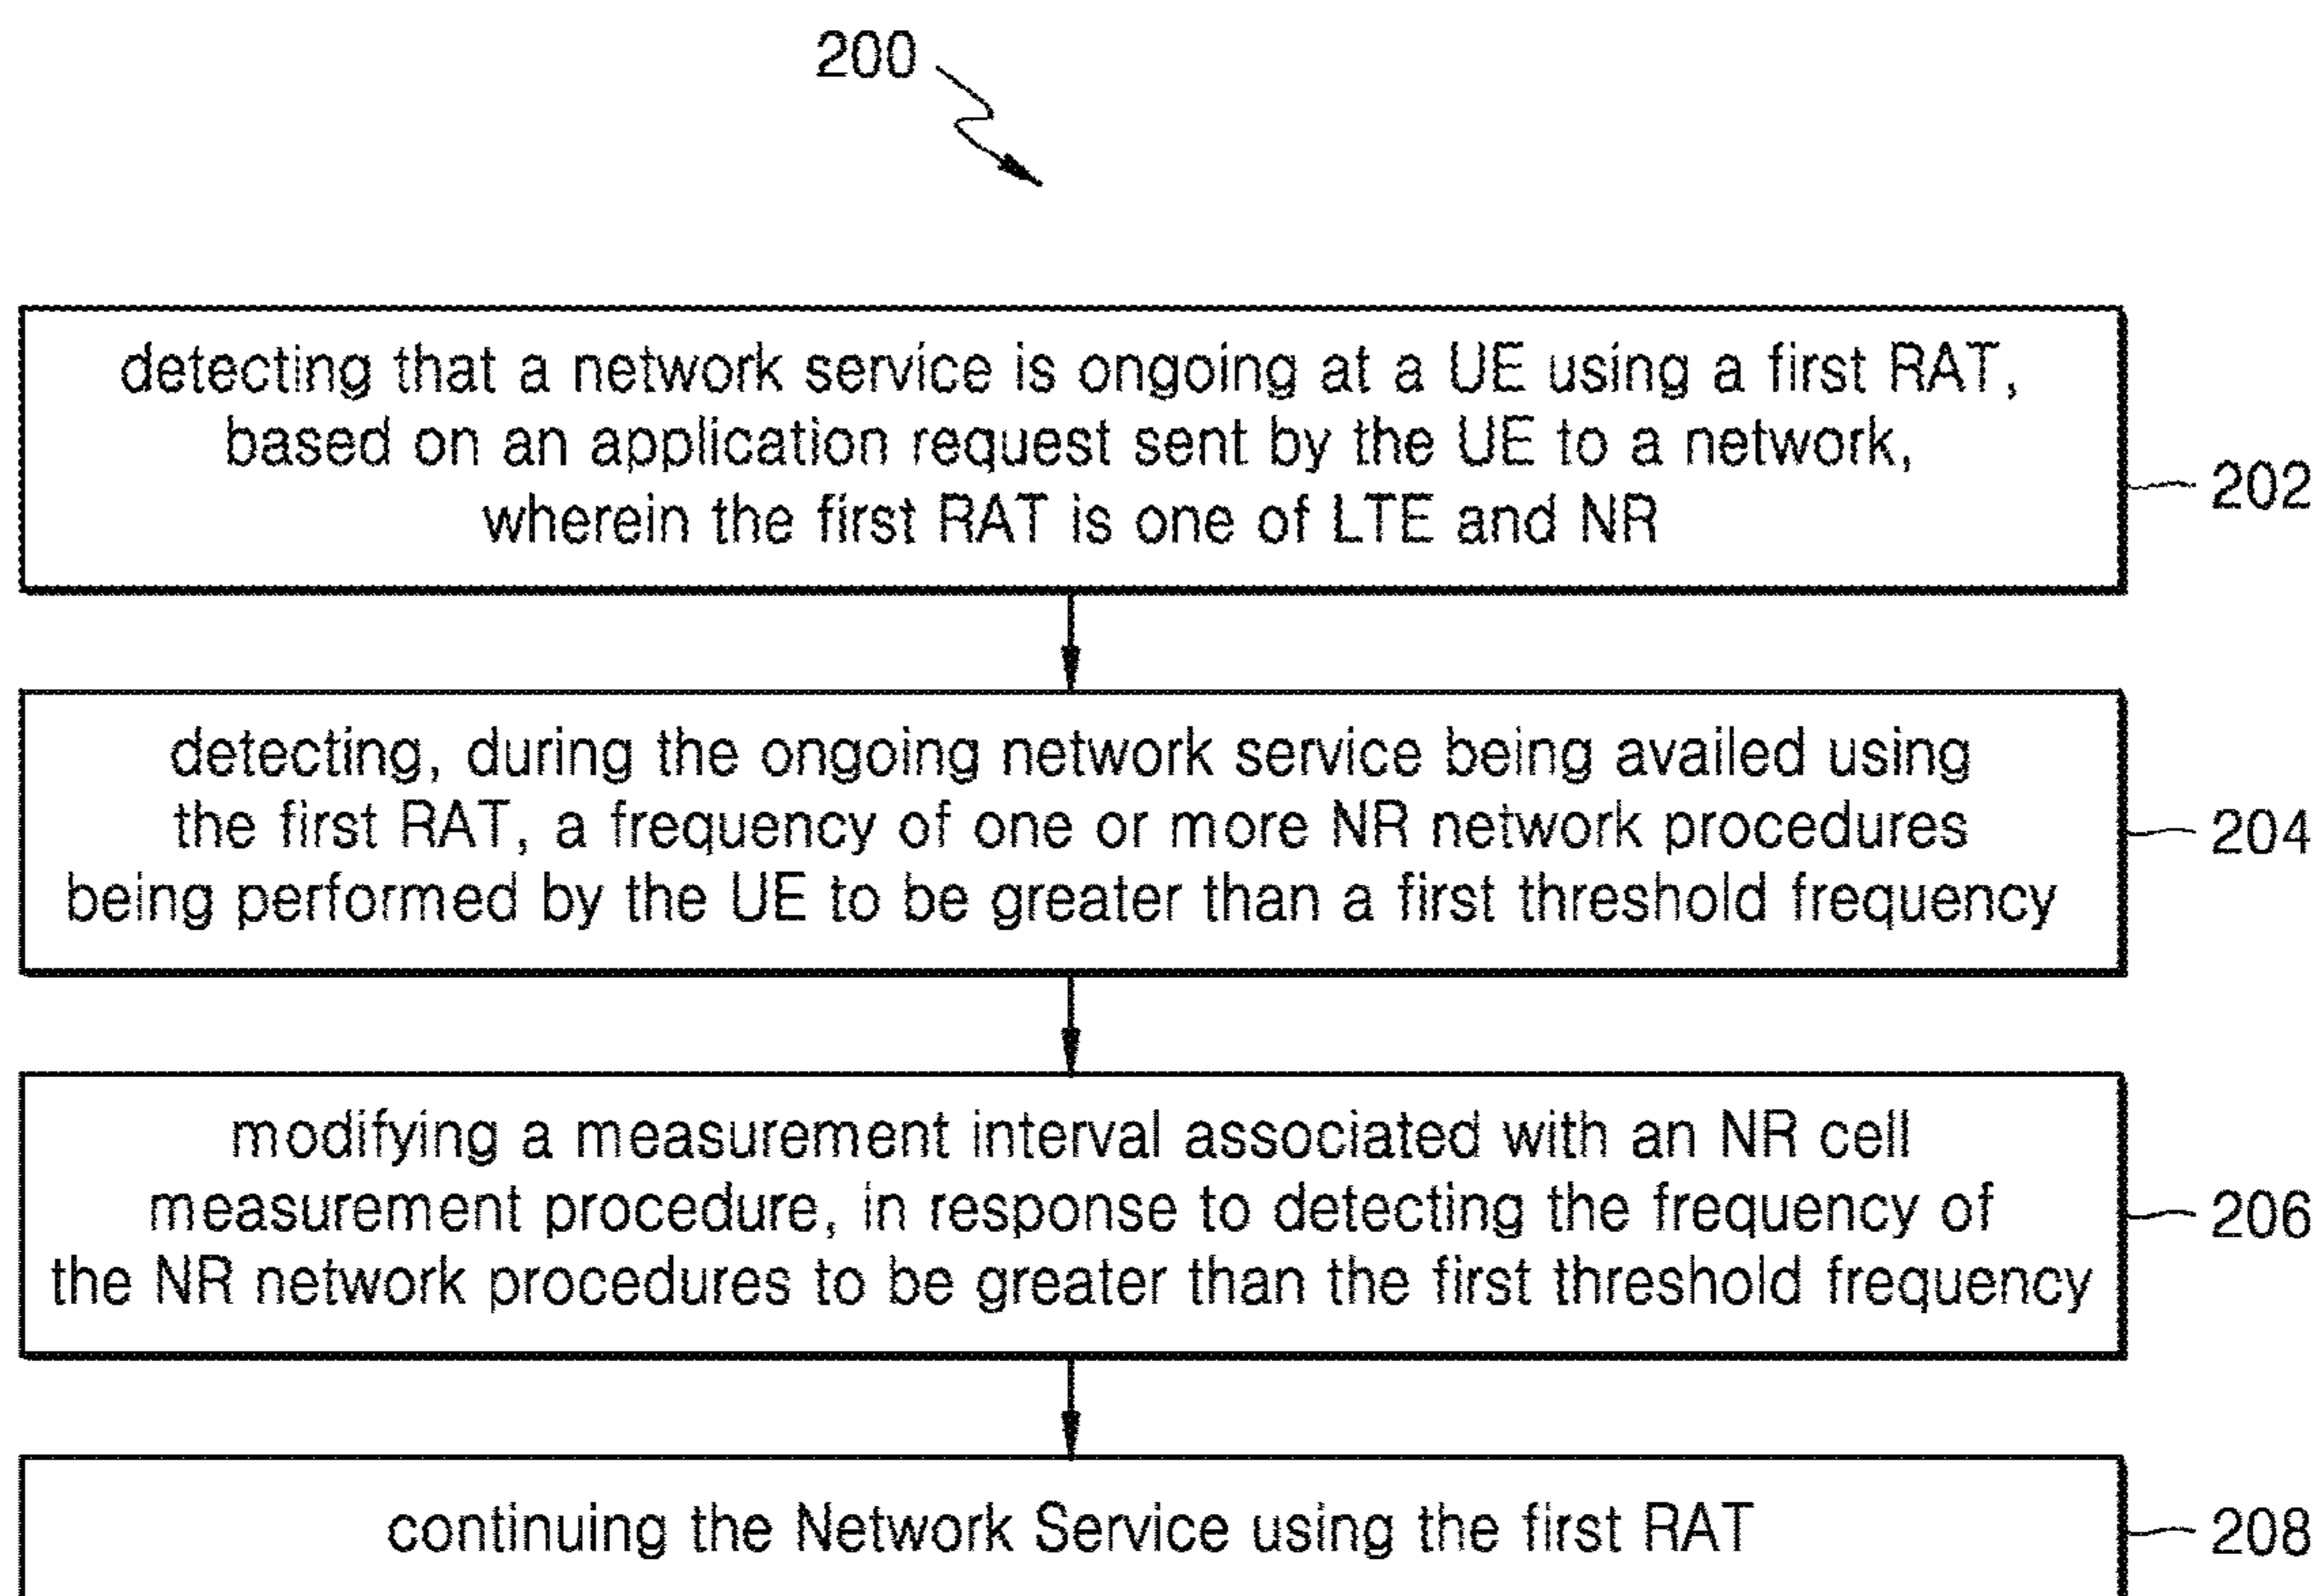 200
detecting that a network service is ongoing at a UE using a first RAT,
based on an application request sent by the UE to a network,
wherein the first RAT is one of LTE and NR
202
detecting, during the ongoing network service being availed using
the first RAT, a frequency of one or more NR network procedures
being performed by the UE to be greater than a first threshold frequency
204
modifying a measurement interval associated with an NR cell
measurement procedure, in response to detecting the frequency of
the NR network procedures to be greater than the first threshold frequency
206
continuing the Network Service using the first RAT
208